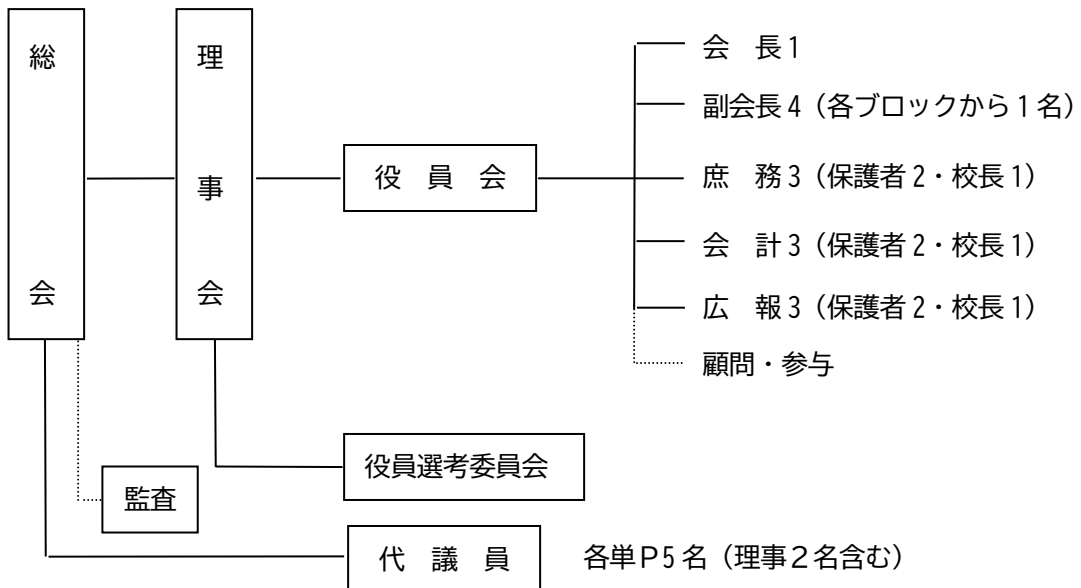 総会
理事会
役員会
会　長1
副会長4（各ブロックから1名）
庶　務3（保護者2・校長1）
会　計3（保護者2・校長1）
広　報3（保護者2・校長1）
顧問・参与
役員選考委員会
監査
代議員
各単P5名（理事２名含む）